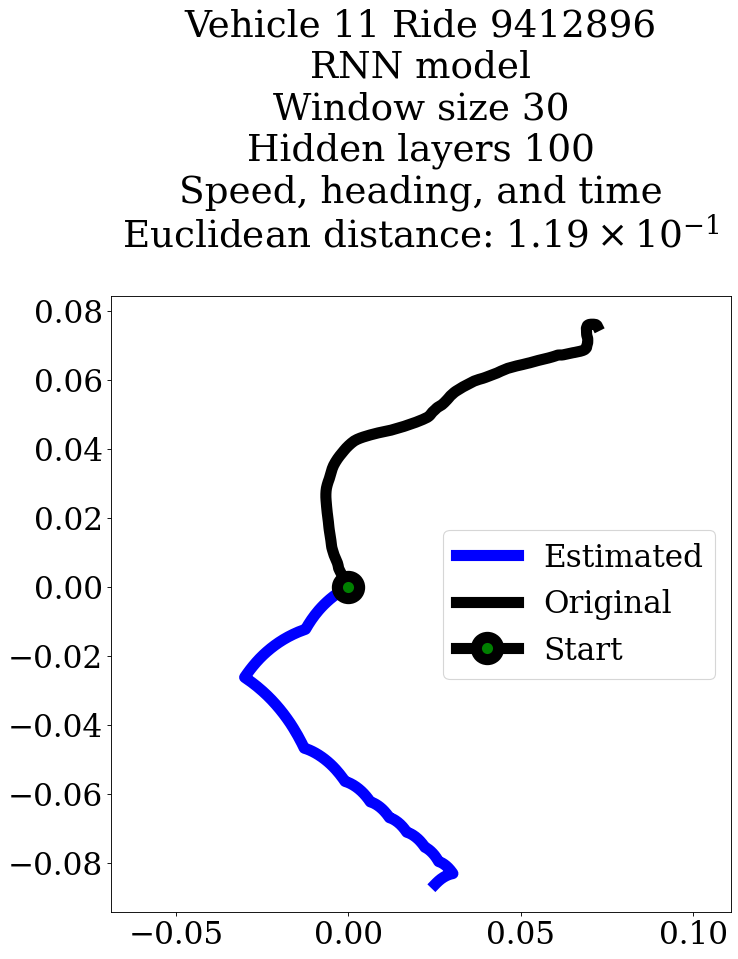 Vehicle 11 Ride 9412896
RNN model
Window size 30
Hidden layers 100
Speed, heading, and time
Euclidean distance: 1.19 × 10⁻¹
0.08
0.06
0.04
0.02
0.00
−0.02
−0.04
−0.06
−0.08
Estimated
Original
Start
−0.05 0.00 0.05 0.10